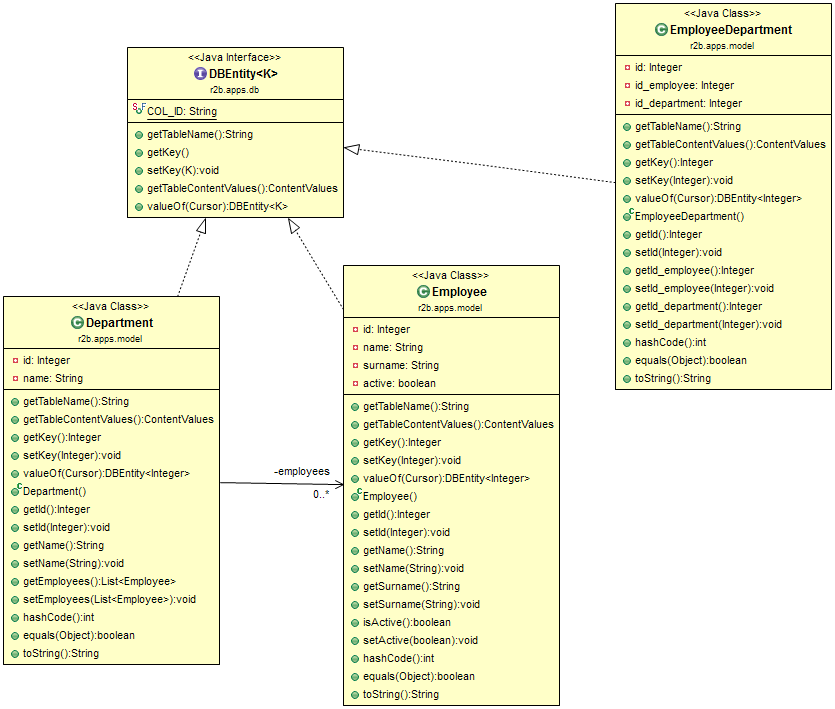 <<Java Interface>>
DBEntity<K>
r2b.apps.db
COL_ID: String
getTableName():String
getKey()
setKey(K):void
getTableContentValues():ContentValues
valueOf(Cursor):DBEntity<K>
<<Java Class>>
EmployeeDepartment
r2b.apps.model
id: Integer
id_employee: Integer
id_department: Integer
getTableName():String
getTableContentValues():ContentValues
getKey():Integer
setKey(Integer):void
valueOf(Cursor):DBEntity<Integer>
EmployeeDepartment()
getId():Integer
setId(Integer):void
getId_employee():Integer
setId_employee(Integer):void
getId_department():Integer
setId_department(Integer):void
hashCode():int
equals(Object):boolean
toString():String
<<Java Class>>
Department
r2b.apps.model
id: Integer
name: String
getTableName():String
getTableContentValues():ContentValues
getKey():Integer
setKey(Integer):void
valueOf(Cursor):DBEntity<Integer>
Department()
getId():Integer
setId(Integer):void
getName():String
setName(String):void
getEmployees():List<Employee>
setEmployees(List<Employee>):void
hashCode():int
equals(Object):boolean
toString():String
-employees
0..*
<<Java Class>>
Employee
r2b.apps.model
id: Integer
name: String
surname: String
active: boolean
getTableName():String
getTableContentValues():ContentValues
getKey():Integer
setKey(Integer):void
valueOf(Cursor):DBEntity<Integer>
Employee()
getId():Integer
setId(Integer):void
getName():String
setName(String):void
getSurname():String
setSurname(String):void
isActive():boolean
setActive(boolean):void
hashCode():int
equals(Object):boolean
toString():String